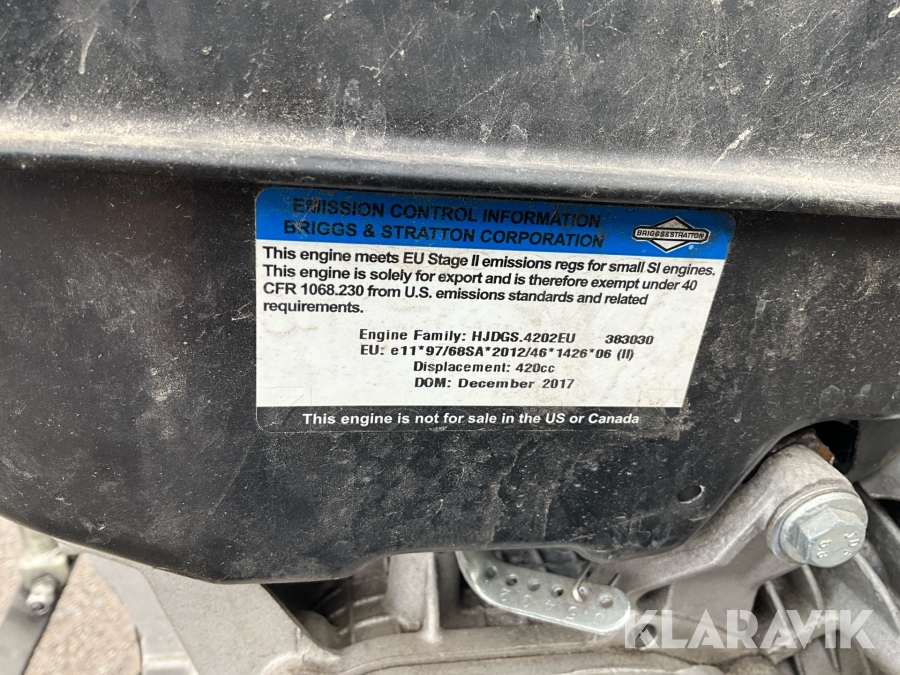 EMISSION CONTROL INFORMATION
BRIGGS & STRATTON CORPORATION
BRIGGS&STRATTON
This engine meets EU Stage II emissions regs for small SI engines.
This engine is solely for export and is therefore exempt under 40
CFR 1068.230 from U.S. emissions standards and related
requirements.
Engine Family: HJDGS.4202EU 383030
EU: e11*97/68SA*2012/46*1426*06 (II)
Displacement: 420cc
DOM: December 2017
This engine is not for sale in the US or Canada
KLARAVIK